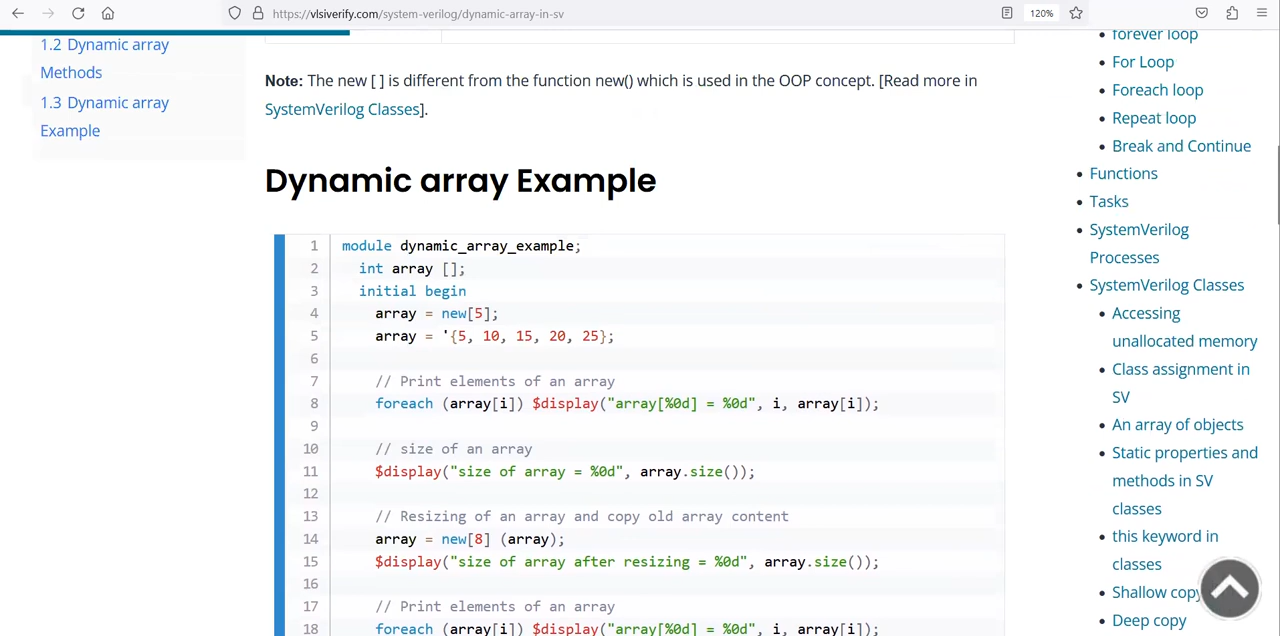 https://vlsiverify.com/system-verilog/dynamic-array-in-sv
120%
1.2 Dynamic array
Methods
1.3 Dynamic array
Example
Note: The new [ ] is different from the function new() which is used in the OOP concept. [Read more in
SystemVerilog Classes].
Dynamic array Example
1 module dynamic_array_example;
2 int array [];
3 initial begin
4 array = new[5];
5 array = '{5, 10, 15, 20, 25};
6
7 // Print elements of an array
8 foreach (array[i]) $display("array[%0d] = %0d", i, array[i]);
9
10 // size of an array
11 $display("size of array = %0d", array.size());
12
13 // Resizing of an array and copy old array content
14 array = new[8] (array);
15 $display("size of array after resizing = %0d", array.size());
16
17 // Print elements of an array
18 foreach (array[i]) $display("array[%0d] = %0d", i, array[i]);
forever loop
For Loop
Foreach loop
Repeat loop
Break and Continue
Functions
Tasks
SystemVerilog
Processes
SystemVerilog Classes
Accessing
unallocated memory
Class assignment in
SV
An array of objects
Static properties and
methods in SV
classes
this keyword in
classes
Shallow copy
Deep copy